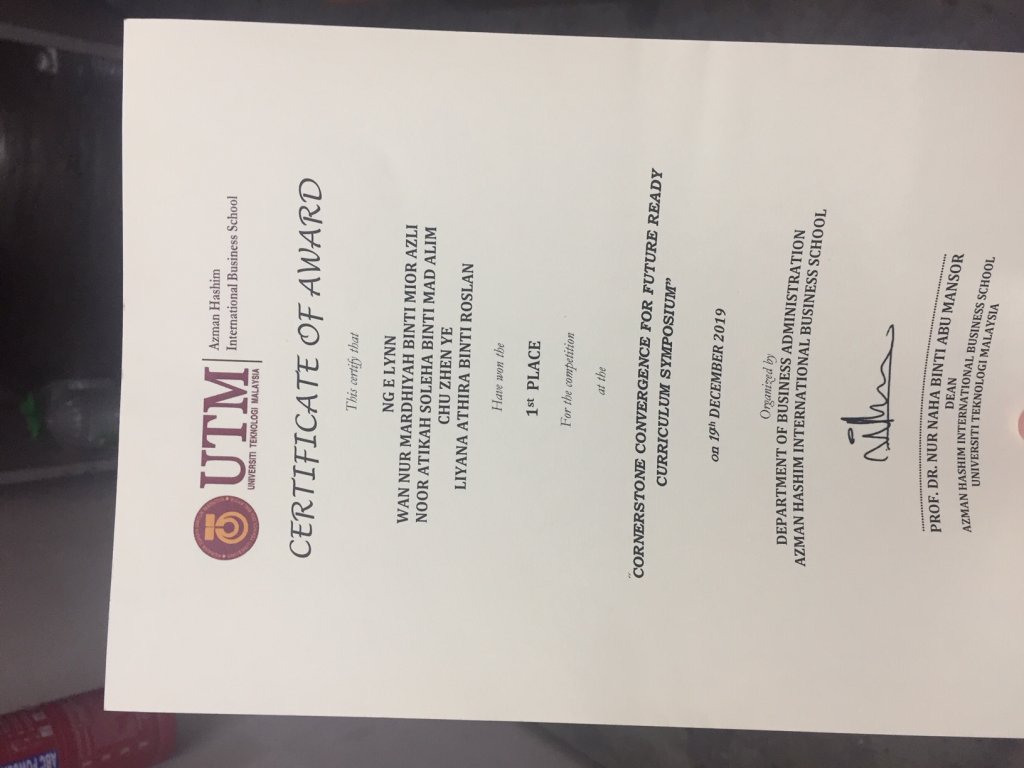 UTM
UNIVERSITI TEKNOLOGI MALAYSIA
Azman Hashim
International Business School
CERTIFICATE OF AWARD
This certify that
NG E LYNN
WAN NUR MARDHIYAH BINTI MIOR AZLI
NOOR ATIKAH SOLEHA BINTI MAD ALIM
CHU ZHEN YE
LIYANA ATHIRA BINTI ROSLAN
Have won the
1st PLACE
For the competition
at the
"CORNERSTONE CONVERGENCE FOR FUTURE READY
CURRICULUM SYMPOSIUM"
on 19th DECEMBER 2019
Organized by
DEPARTMENT OF BUSINESS ADMINISTRATION
AZMAN HASHIM INTERNATIONAL BUSINESS SCHOOL
PROF. DR. NUR NAHA BINTI ABU MANSOR
DEAN
AZMAN HASHIM INTERNATIONAL BUSINESS SCHOOL
UNIVERSITI TEKNOLOGI MALAYSIA